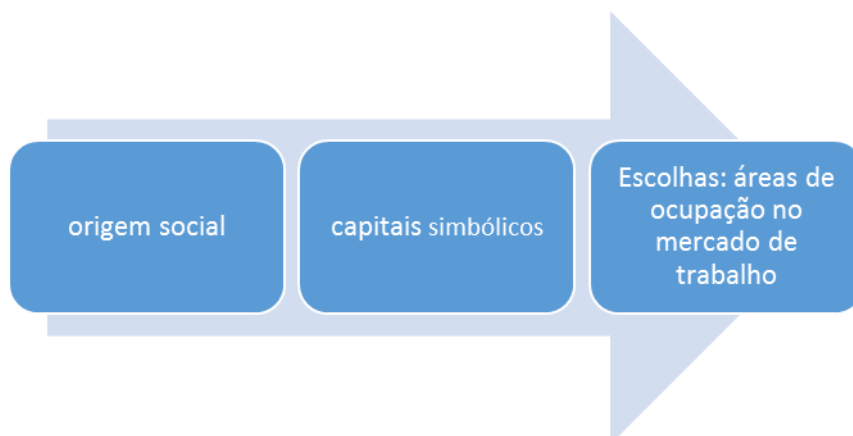 origem social
capitais simbólicos
Escolhas: áreas de
ocupação no
mercado de
trabalho